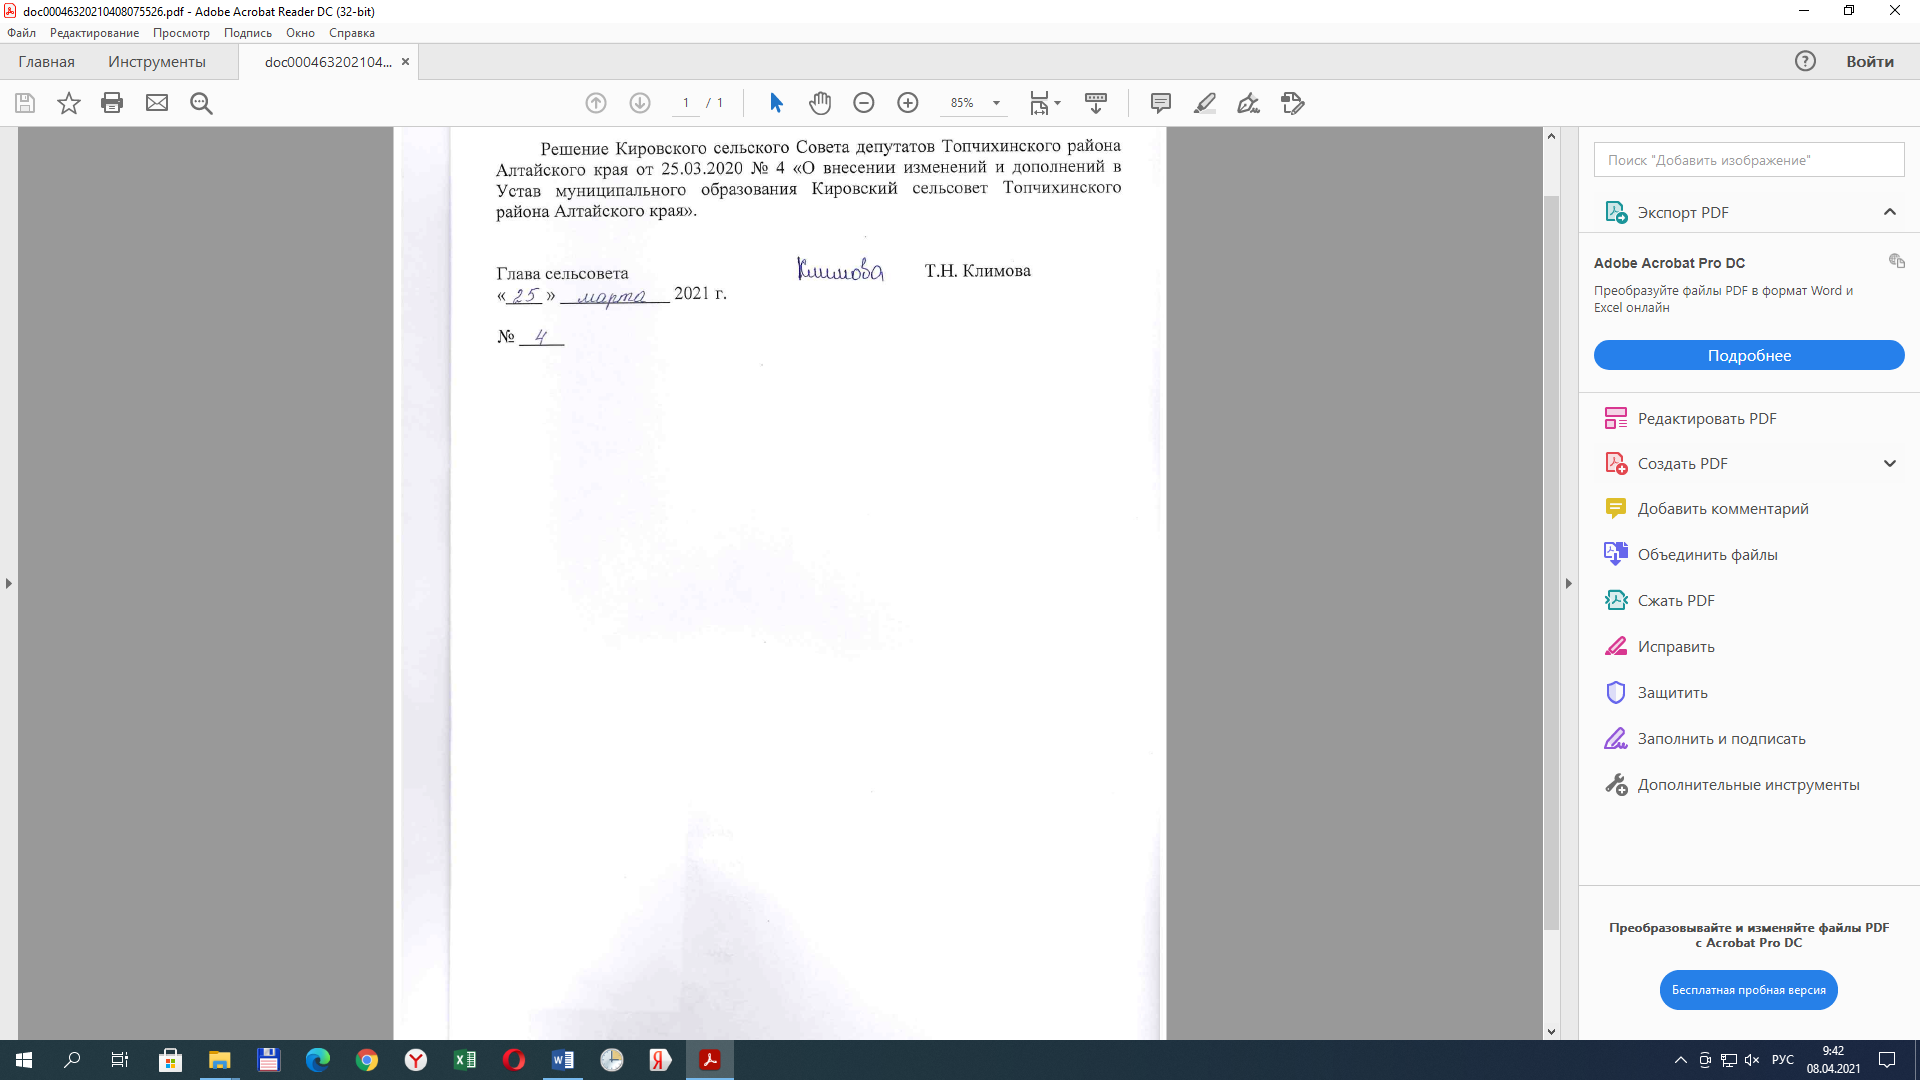 doc00046320210408075526.pdf - Adobe Acrobat Reader DC (32-bit)
Файл Редактирование Просмотр Подпись Окно Справка
Главная Инструменты doc000463202104... × Войти
1 / 1 85%
Решение Кировского сельского Совета депутатов Топчихинского района
Алтайского края от 25.03.2020 № 4 «О внесении изменений и дополнений в
Устав муниципального образования Кировский сельсовет Топчихинского
района Алтайского края».
Глава сельсовета Климова Т.Н. Климова
«25» марта 2021 г.
№ 4
Поиск "Добавить изображение"
Экспорт PDF
Adobe Acrobat Pro DC
Преобразуйте файлы PDF в формат Word и
Excel онлайн
Подробнее
Редактировать PDF
Создать PDF
Добавить комментарий
Объединить файлы
Сжать PDF
Исправить
Защитить
Заполнить и подписать
Дополнительные инструменты
Преобразовывайте и изменяйте файлы PDF
с Acrobat Pro DC
Бесплатная пробная версия
РУС 9:42
08.04.2021